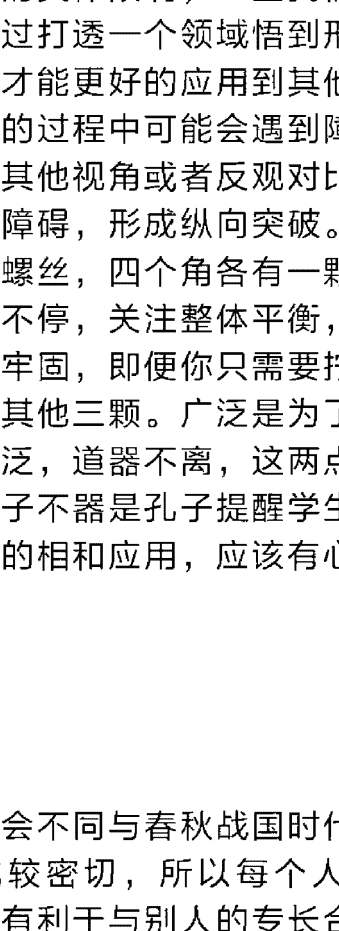 过打透一个领域悟到形
才能更好的应用到其他
的过程中可能会遇到障
其他视角或者反观对比
障碍，形成纵向突破。
螺丝，四个角各有一颗
不停，关注整体平衡，
牢固，即便你只需要拧
其他三颗。广泛是为了
泛，道器不离，这两点
子不器是孔子提醒学生
的相和应用，应该有心
会不同与春秋战国时代
较密切，所以每个人
有利于与别人的专长合